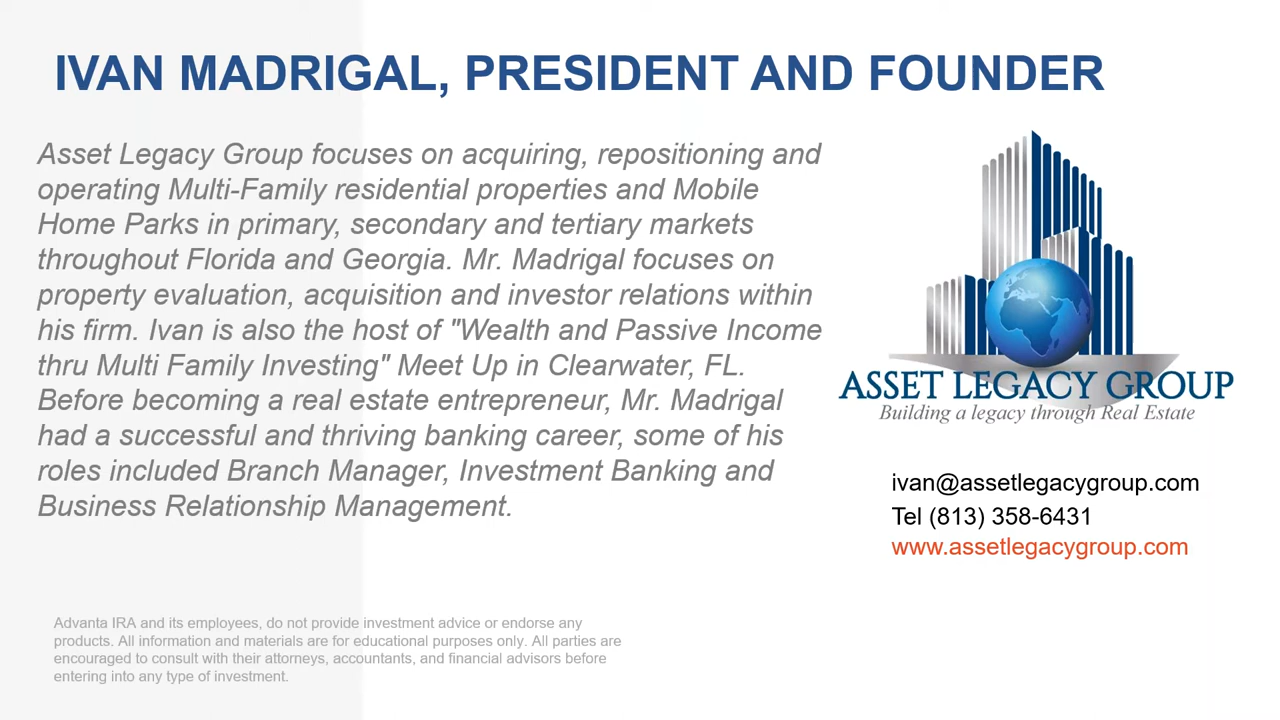 IVAN MADRIGAL, PRESIDENT AND FOUNDER
Asset Legacy Group focuses on acquiring, repositioning and
operating Multi-Family residential properties and Mobile
Home Parks in primary, secondary and tertiary markets
throughout Florida and Georgia. Mr. Madrigal focuses on
property evaluation, acquisition and investor relations within
his firm. Ivan is also the host of "Wealth and Passive Income
thru Multi Family Investing" Meet Up in Clearwater, FL.
Before becoming a real estate entrepreneur, Mr. Madrigal
had a successful and thriving banking career, some of his
roles included Branch Manager, Investment Banking and
Business Relationship Management.
ASSET LEGACY GROUP
Building a legacy through Real Estate
ivan@assetlegacygroup.com
Tel (813) 358-6431
www.assetlegacygroup.com
Advanta IRA and its employees, do not provide investment advice or endorse any
products. All information and materials are for educational purposes only. All parties are
encouraged to consult with their attorneys, accountants, and financial advisors before
entering into any type of investment.